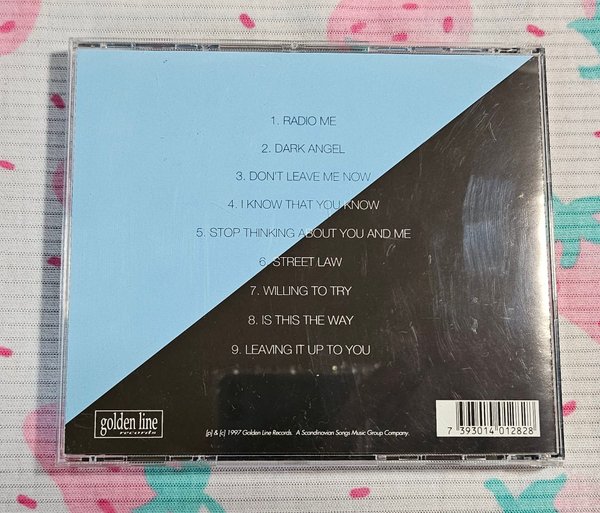 1. RADIO ME
2. DARK ANGEL
3. DON'T LEAVE ME NOW
4. I KNOW THAT YOU KNOW
5. STOP THINKING ABOUT YOU AND ME
6. STREET LAW
7. WILLING TO TRY
8. IS THIS THE WAY
9. LEAVING IT UP TO YOU
golden line
records
[p] & [c] 1997 Golden Line Records. A Scandinavian Songs Music Group Company.
7 393014 012828